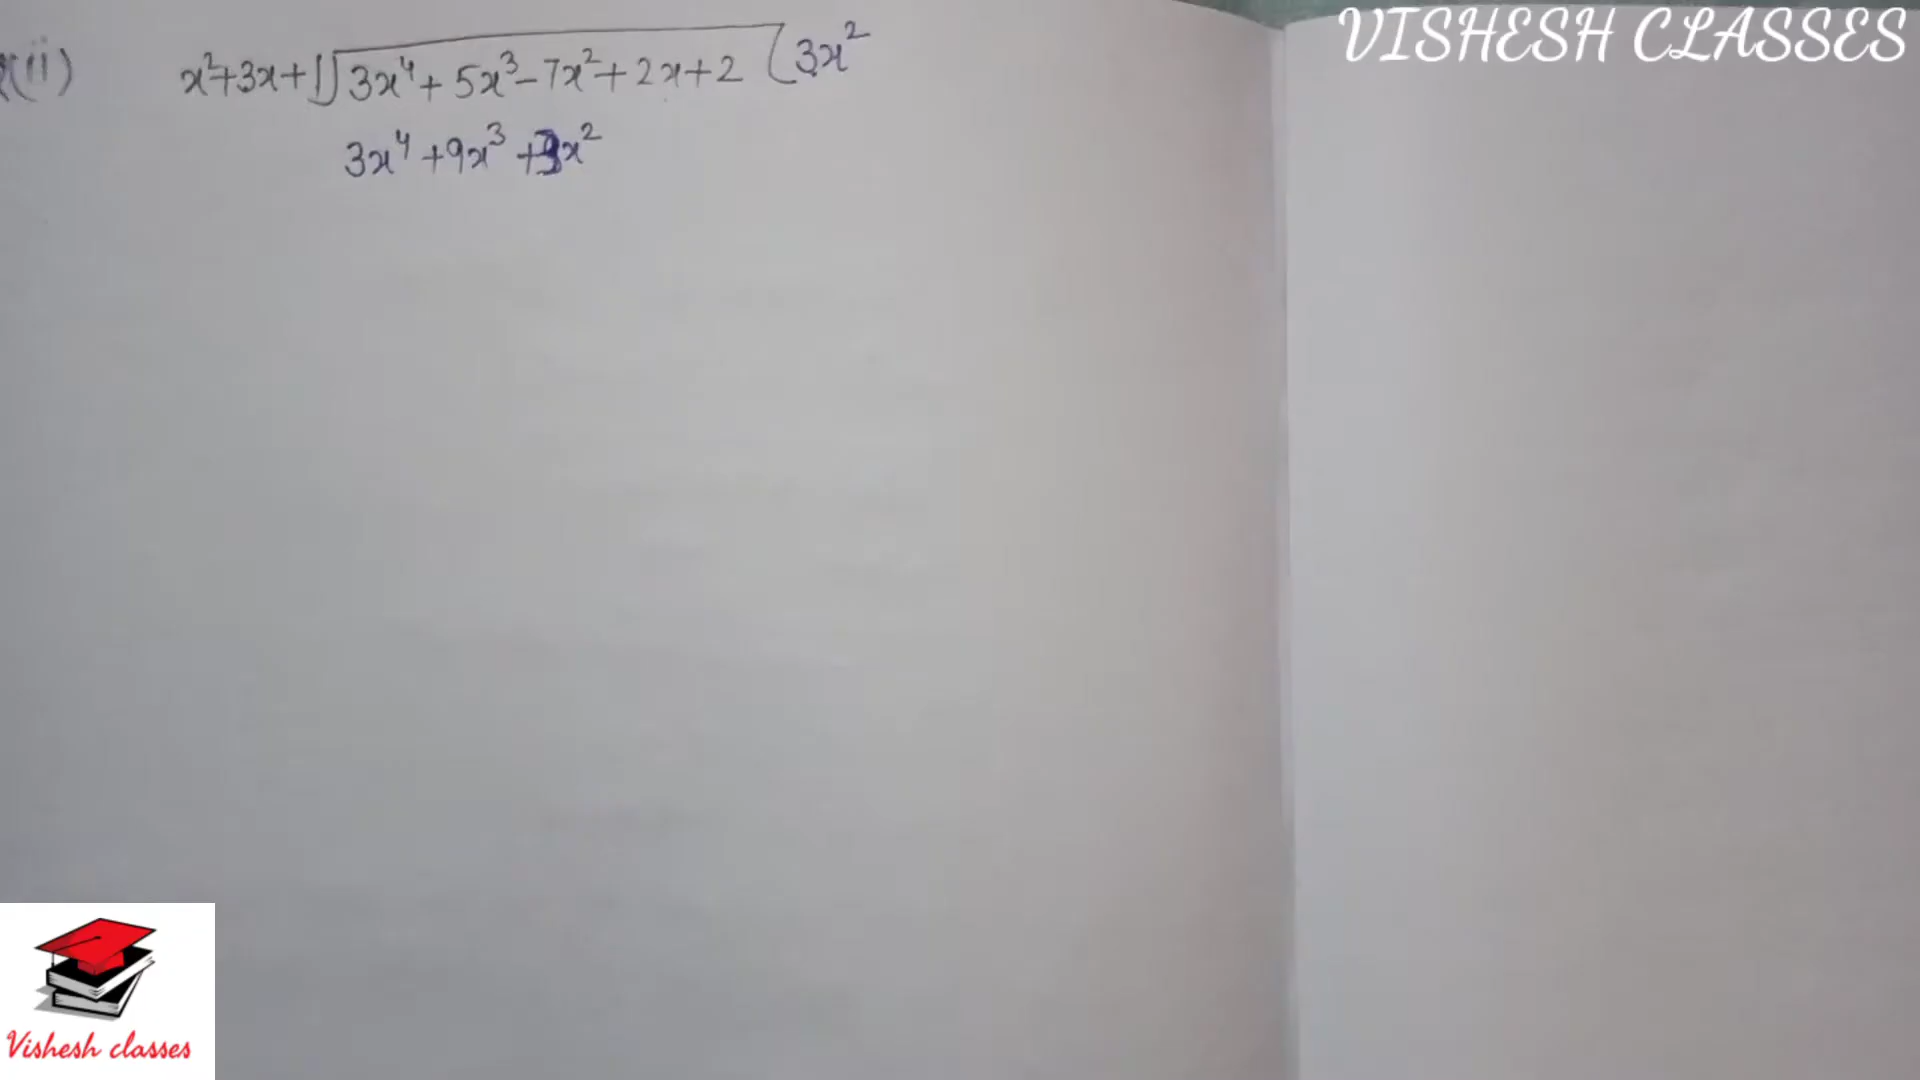 VISHESH CLASSES
(ii) x²+3x+1)3x⁴+5x³-7x²+2x+2(3x²
3x⁴+9x³+3x²
Vishesh classes